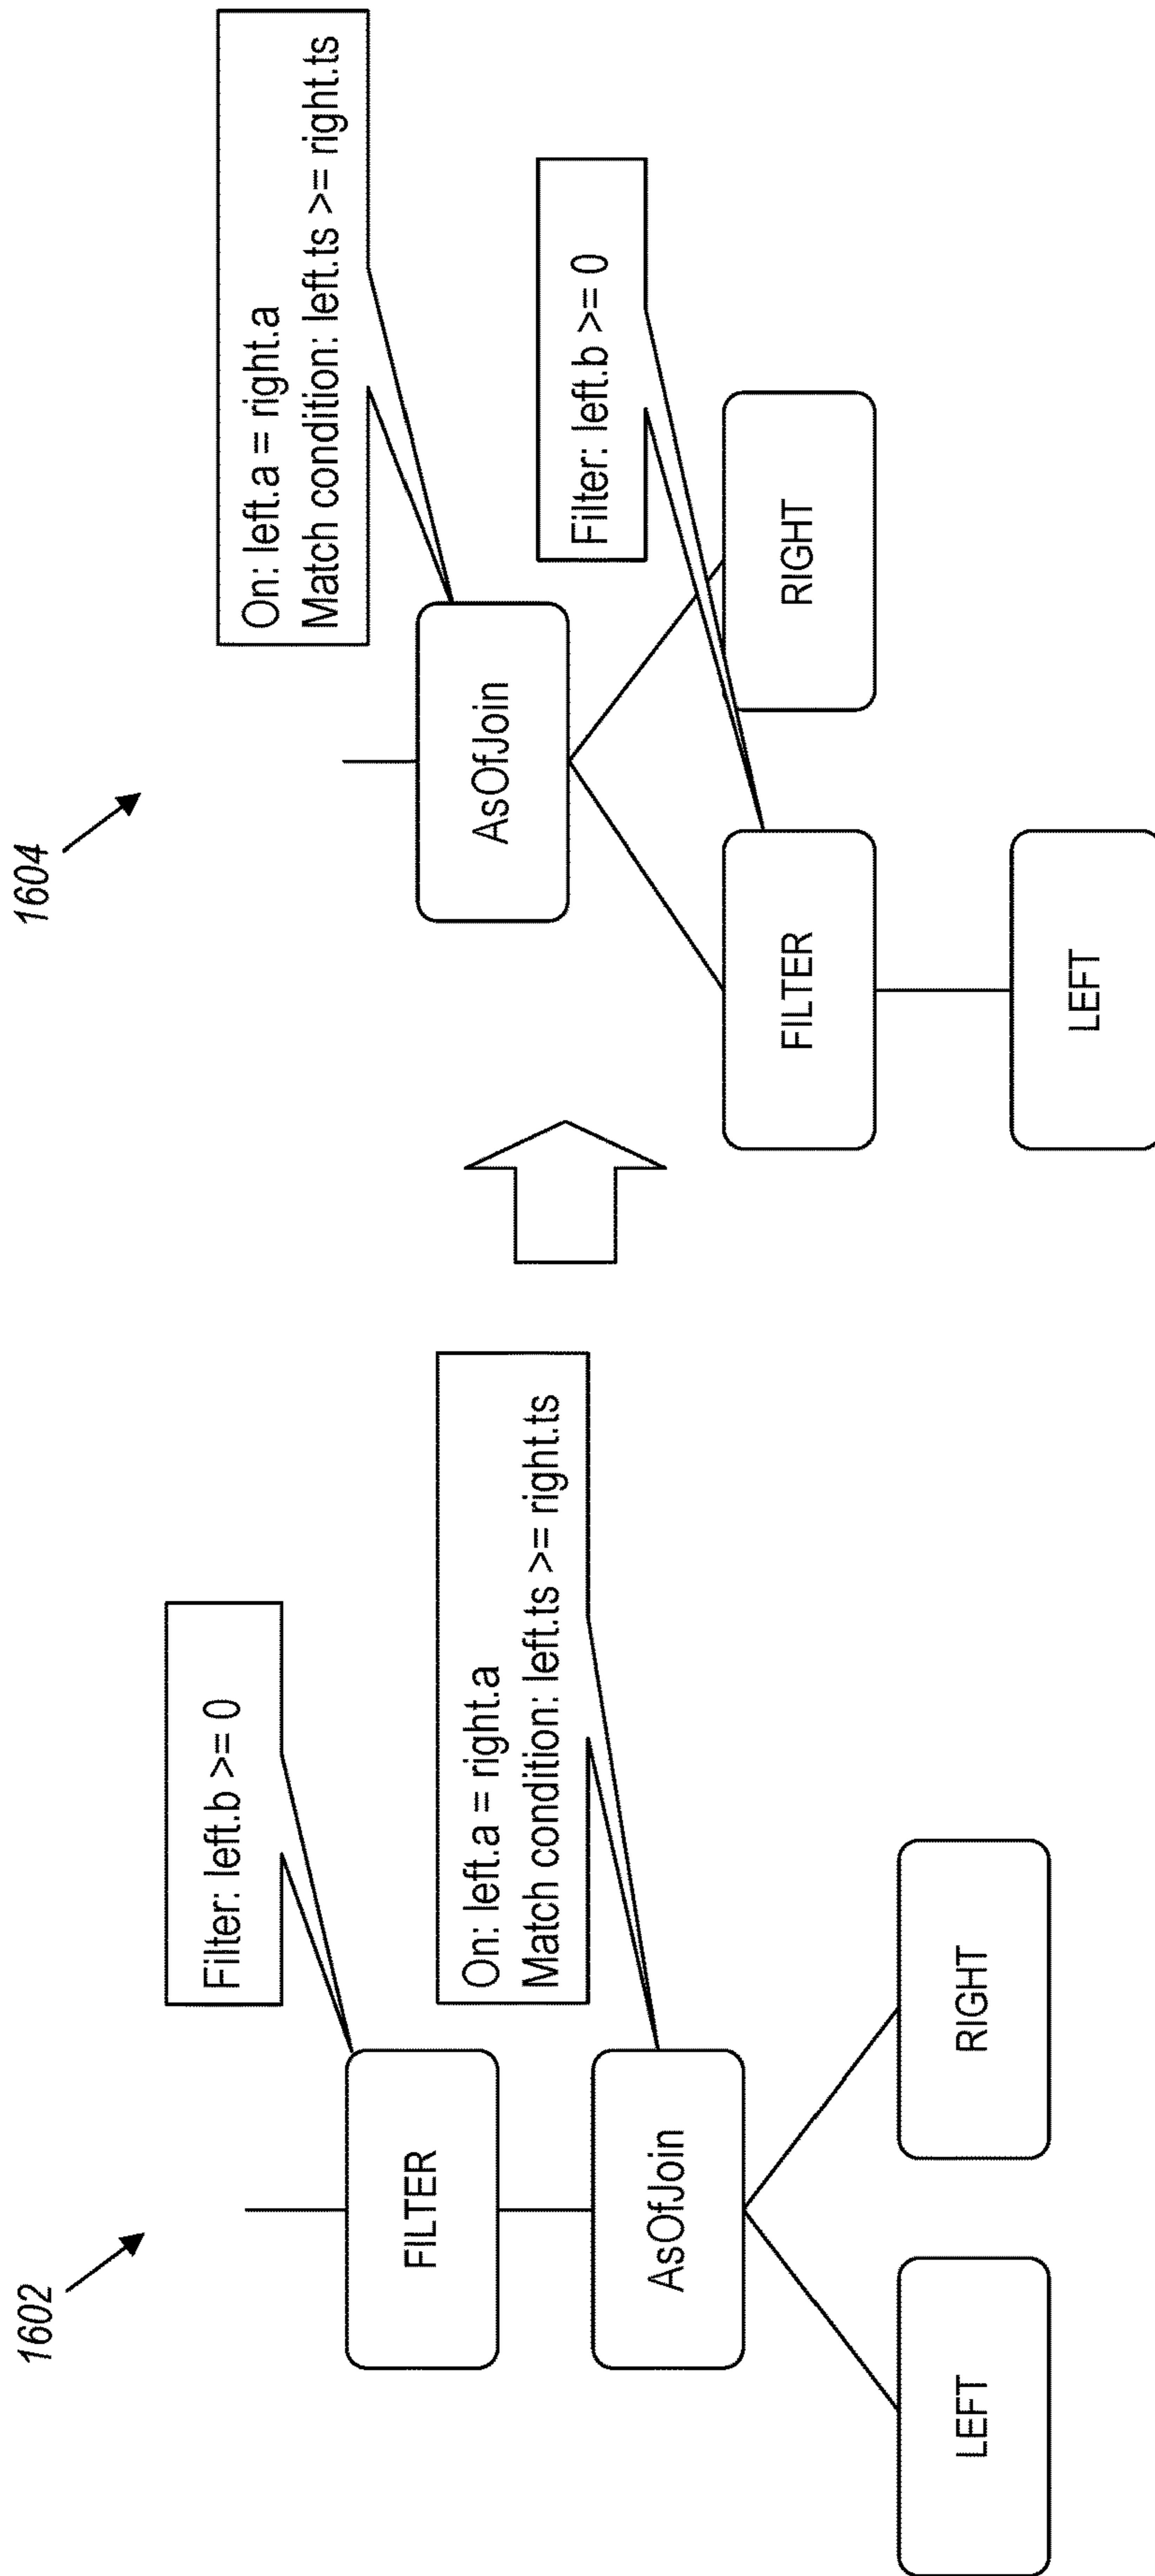 1602
Filter: left.b >= 0
FILTER
On: left.a = right.a
Match condition: left.ts >= right.ts
AsOfJoin
LEFT
RIGHT
1604
On: left.a = right.a
Match condition: left.ts >= right.ts
AsOfJoin
Filter: left.b >= 0
FILTER
RIGHT
LEFT